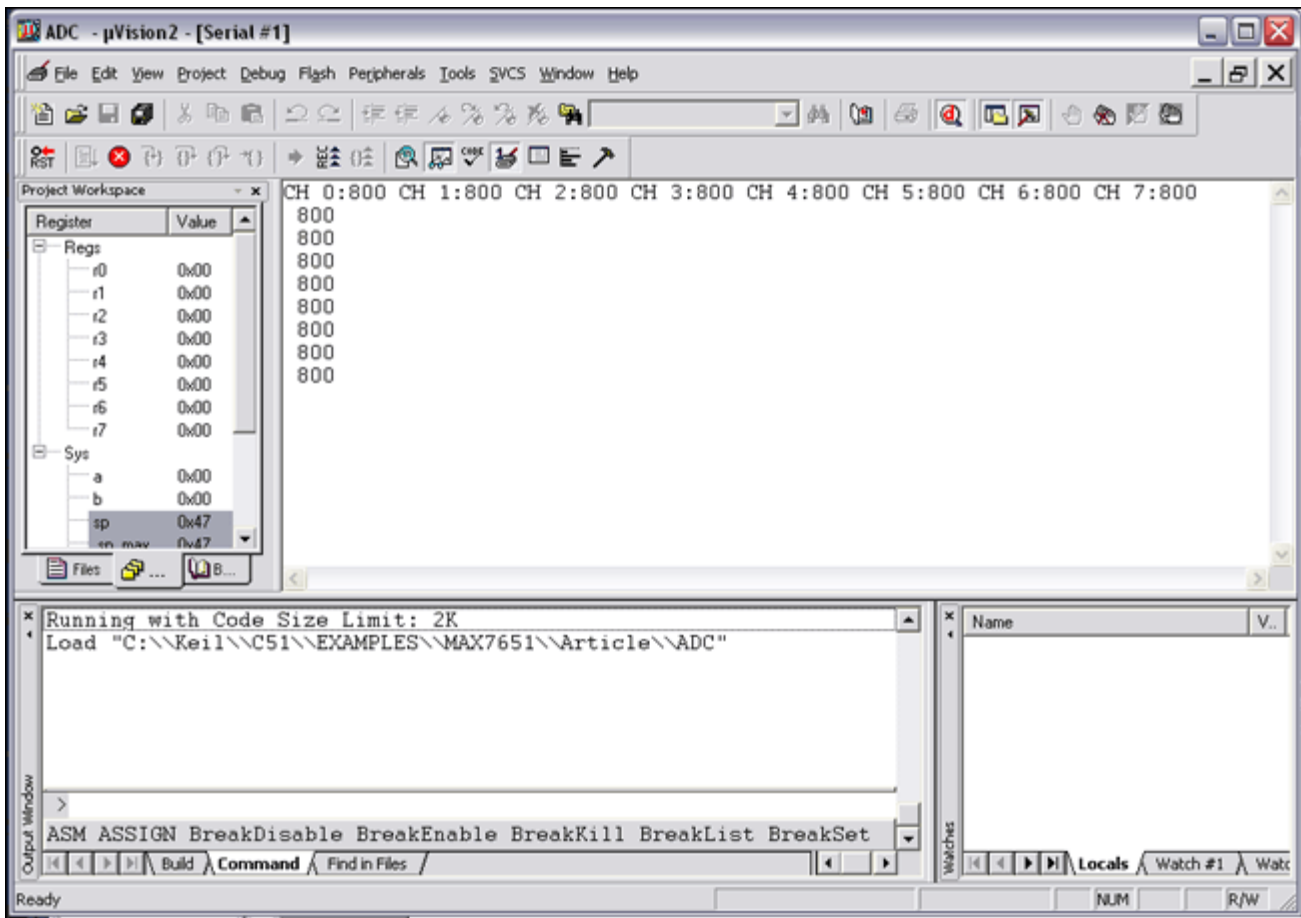 ADC - µVision2 - [Serial #1]
File Edit View Project Debug Flash Peripherals Tools SVCS Window Help
RST
CODE
Project Workspace
Register Value
Regs
r0 0x00
r1 0x00
r2 0x00
r3 0x00
r4 0x00
r5 0x00
r6 0x00
r7 0x00
Sys
a 0x00
b 0x00
sp 0x47
sp_max 0x47
Files ... B...
CH 0:800 CH 1:800 CH 2:800 CH 3:800 CH 4:800 CH 5:800 CH 6:800 CH 7:800
800
800
800
800
800
800
800
800
Output Window
Running with Code Size Limit: 2K
Load "C:\\Keil\\C51\\EXAMPLES\\MAX7651\\Article\\ADC"
>
ASM ASSIGN BreakDisable BreakEnable BreakKill BreakList BreakSet
Build Command Find in Files
Watches
Name V..
Locals Watch #1 Watc
Ready NUM R/W